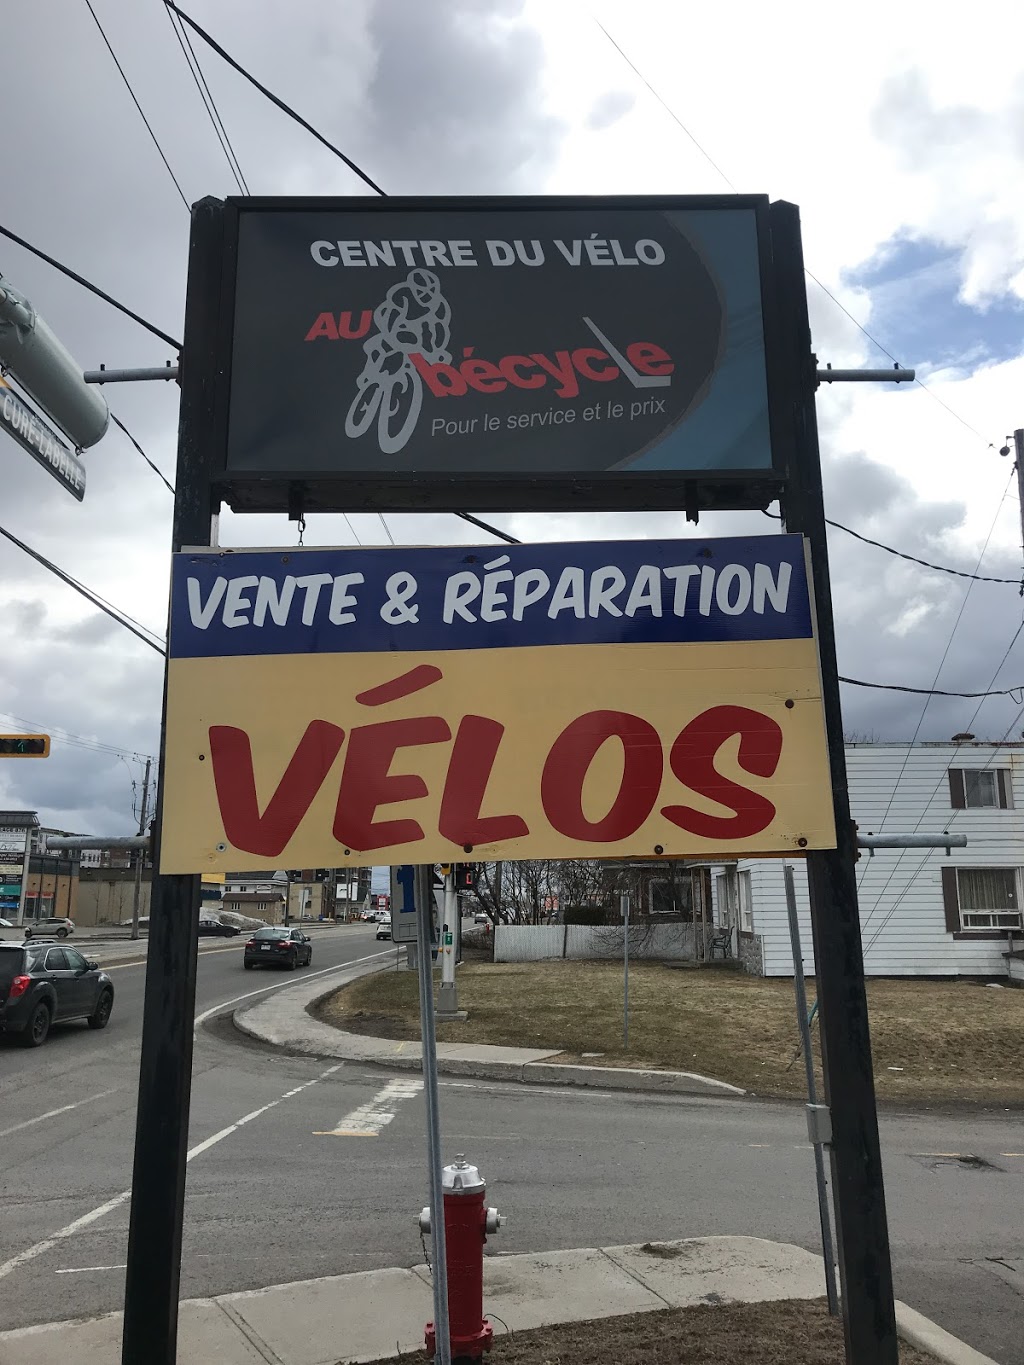 CENTRE DU VÉLO
AU
bécycle
Pour le service et le prix
CURÉ-LABELLE
VENTE & RÉPARATION
VÉLOS